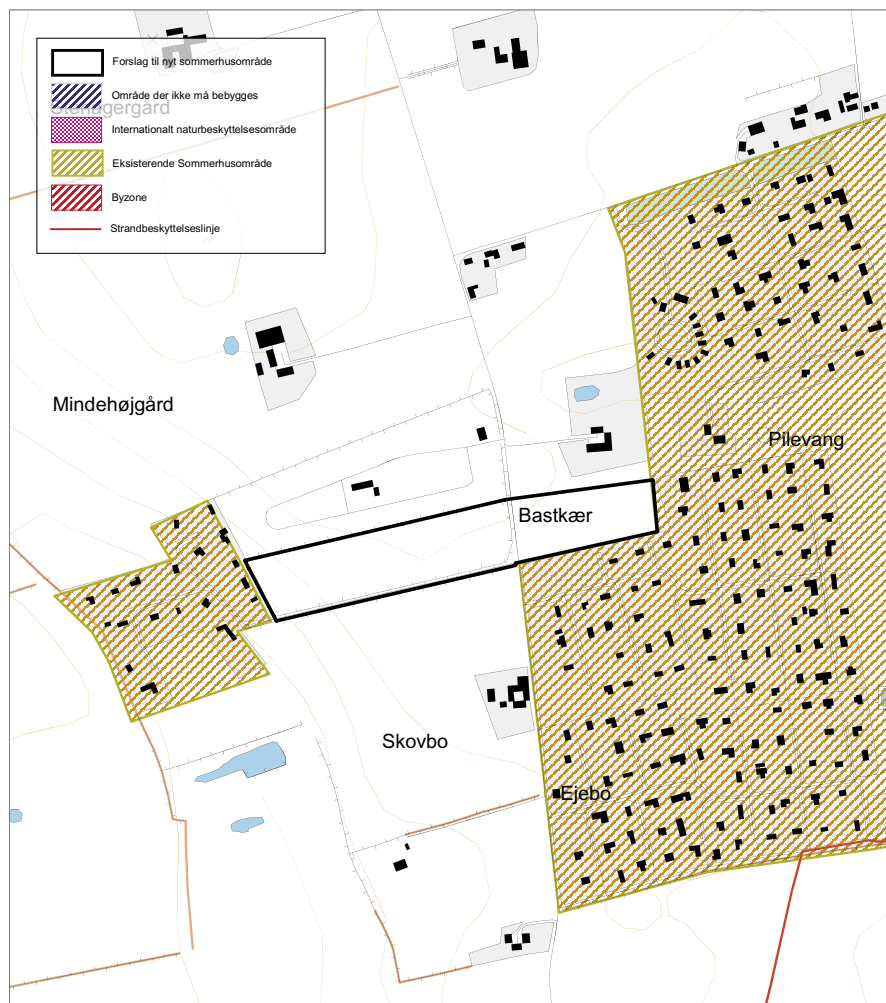 Forslag til nyt sommerhusområde
Område der ikke må bebygges
Stenagergård
Internationalt naturbeskyttelsesområde
Eksisterende Sommerhusområde
Byzone
Strandbeskyttelseslinje
Mindehøjgård
Pilevang
Bastkær
Skovbo
Ejebo